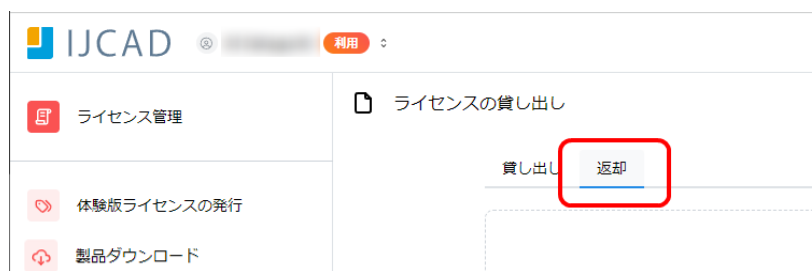 IJCAD 利用
ライセンス管理
ライセンスの貸し出し
貸し出し 返却
体験版ライセンスの発行
製品ダウンロード